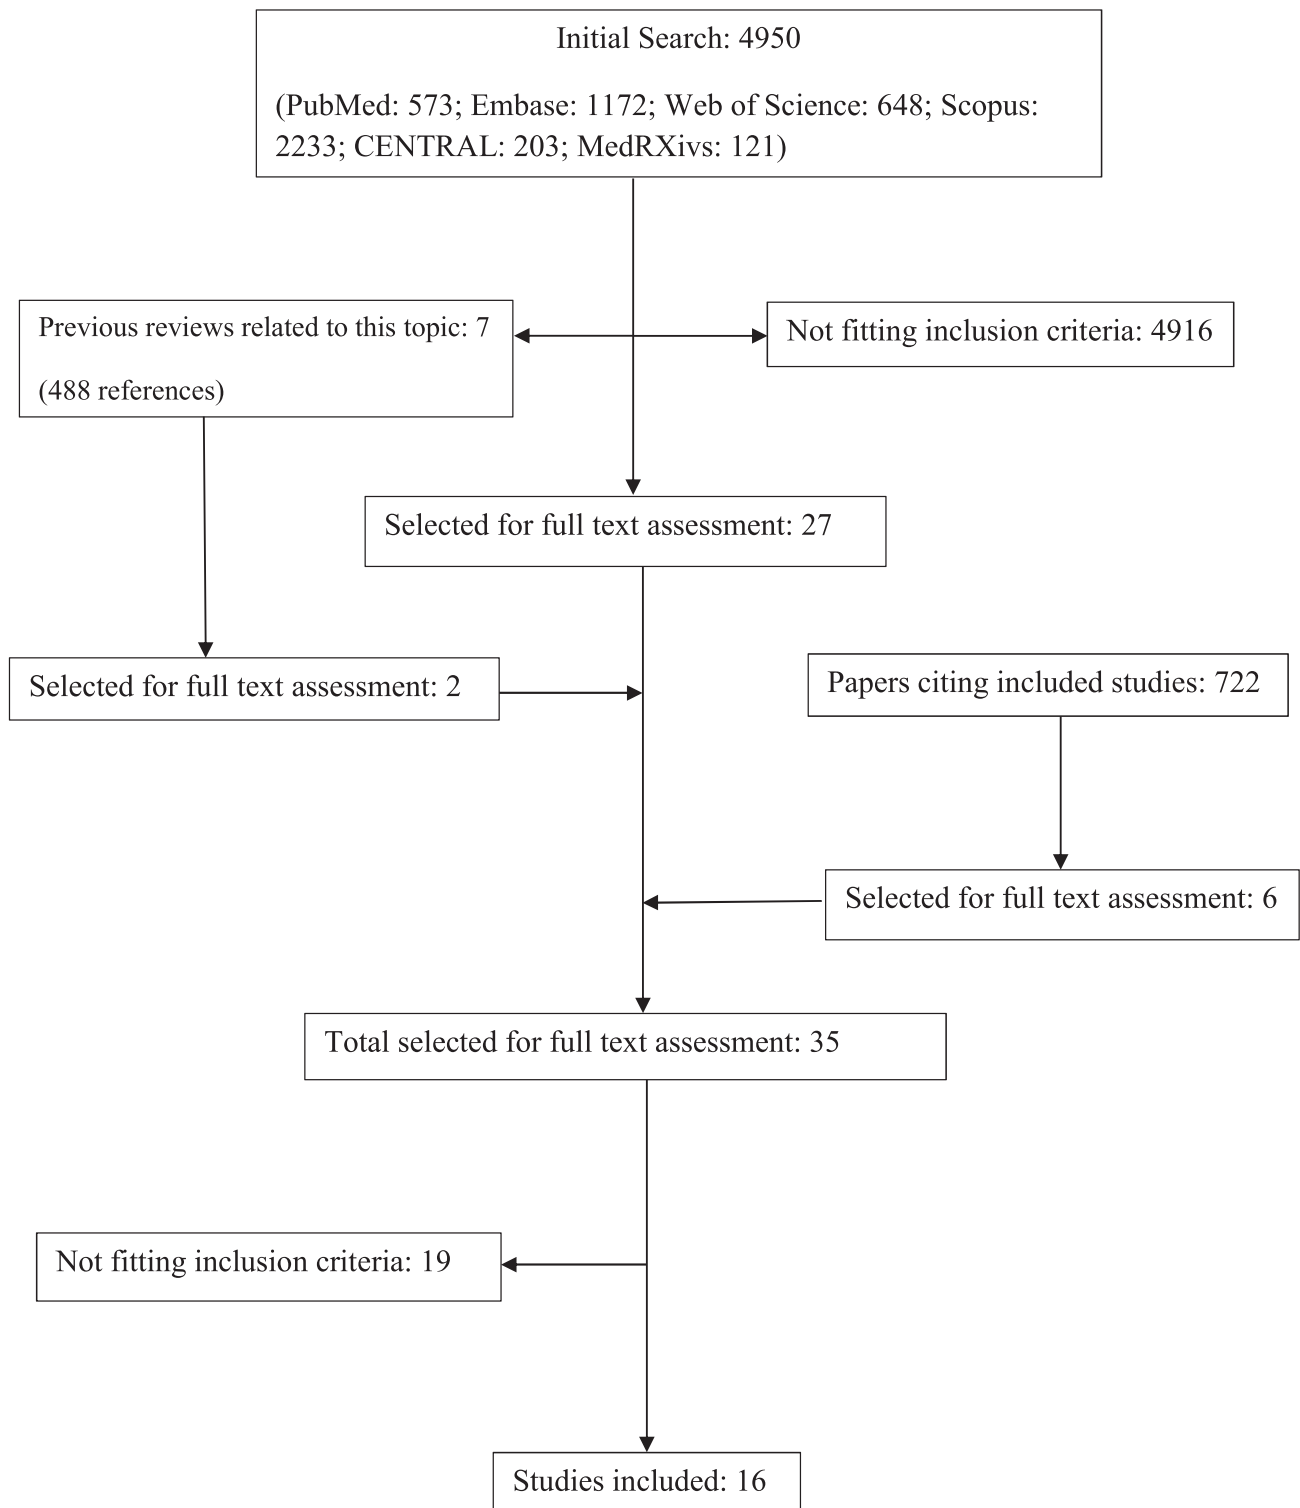 Initial Search: 4950
(PubMed: 573; Embase: 1172; Web of Science: 648; Scopus:
2233; CENTRAL: 203; MedRXivs: 121)
Previous reviews related to this topic: 7
(488 references)
Not fitting inclusion criteria: 4916
Selected for full text assessment: 27
Selected for full text assessment: 2
Papers citing included studies: 722
Selected for full text assessment: 6
Total selected for full text assessment: 35
Not fitting inclusion criteria: 19
Studies included: 16